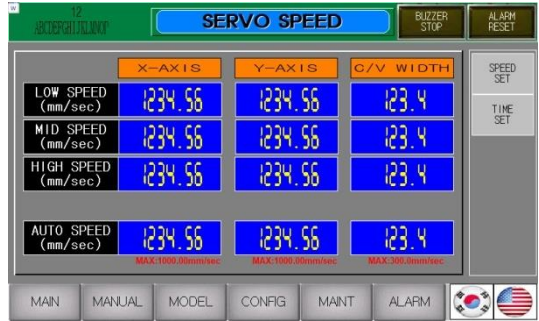 W
12
ABCDEFGHIJKLMNOP
SERVO SPEED
BUZZER
STOP
ALARM
RESET
X-AXIS Y-AXIS C/V WIDTH
LOW SPEED
(mm/sec)
1234.56 1234.56 123.4
MID SPEED
(mm/sec)
1234.56 1234.56 123.4
HIGH SPEED
(mm/sec)
1234.56 1234.56 123.4
AUTO SPEED
(mm/sec)
1234.56 1234.56 123.4
MAX:1000.00mm/sec MAX:1000.00mm/sec MAX:300.0mm/sec
SPEED
SET
TIME
SET
MAIN MANUAL MODEL CONFIG MAINT ALARM